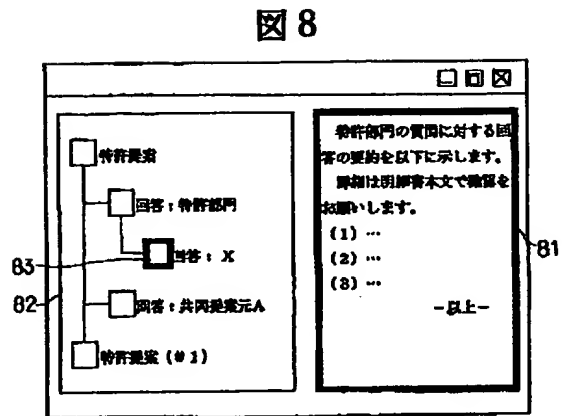 図8
特許提案
回答：特許部門
回答：X
回答：共同提案元A
特許提案（#1）
83
82
特許部門の質問に対する回
答の要約を以下に示します。
詳細は明細書本文で確認を
お願いします。
(1) …
(2) …
(3) …
－以上－
81